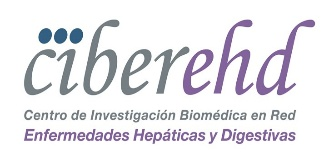 ciberehd
Centro de Investigación Biomédica en Red
Enfermedades Hepáticas y Digestivas